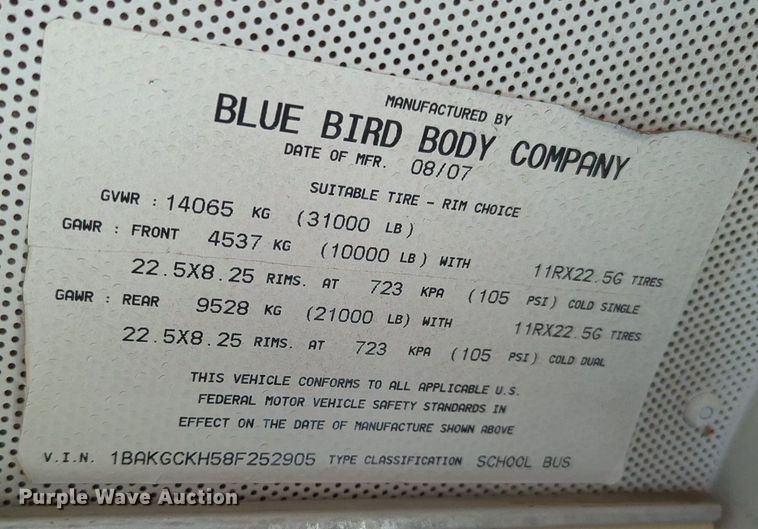 MANUFACTURED BY
BLUE BIRD BODY COMPANY
DATE OF MFR. 08/07
SUITABLE TIRE - RIM CHOICE
GVWR : 14065 KG (31000 LB)
GAWR : FRONT 4537 KG (10000 LB) WITH 11RX22.5G TIRES
22.5X8.25 RIMS. AT 723 KPA (105 PSI) COLD SINGLE
GAWR : REAR 9528 KG (21000 LB) WITH 11RX22.5G TIRES
22.5X8.25 RIMS. AT 723 KPA (105 PSI) COLD DUAL
THIS VEHICLE CONFORMS TO ALL APPLICABLE U.S.
FEDERAL MOTOR VEHICLE SAFETY STANDARDS IN
EFFECT ON THE DATE OF MANUFACTURE SHOWN ABOVE
V.I.N. 1BAKGCKH58F252905 TYPE CLASSIFICATION SCHOOL BUS
Purple Wave Auction